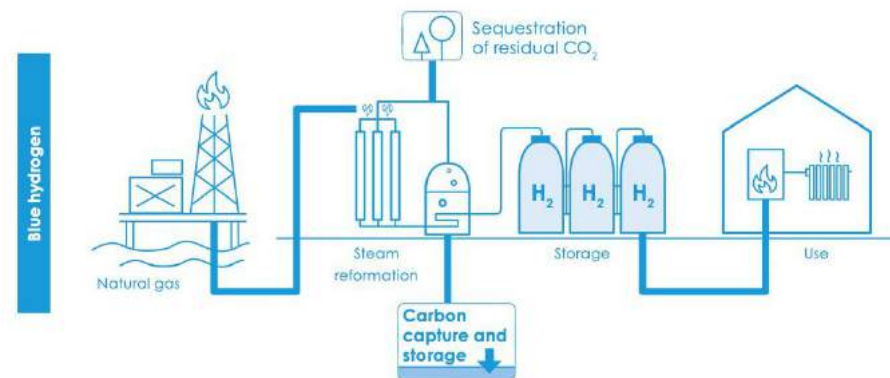 Blue hydrogen
Sequestration
of residual CO₂
H₂
H₂
H₂
Natural gas
Steam
reformation
Storage
Use
Carbon
capture and
storage